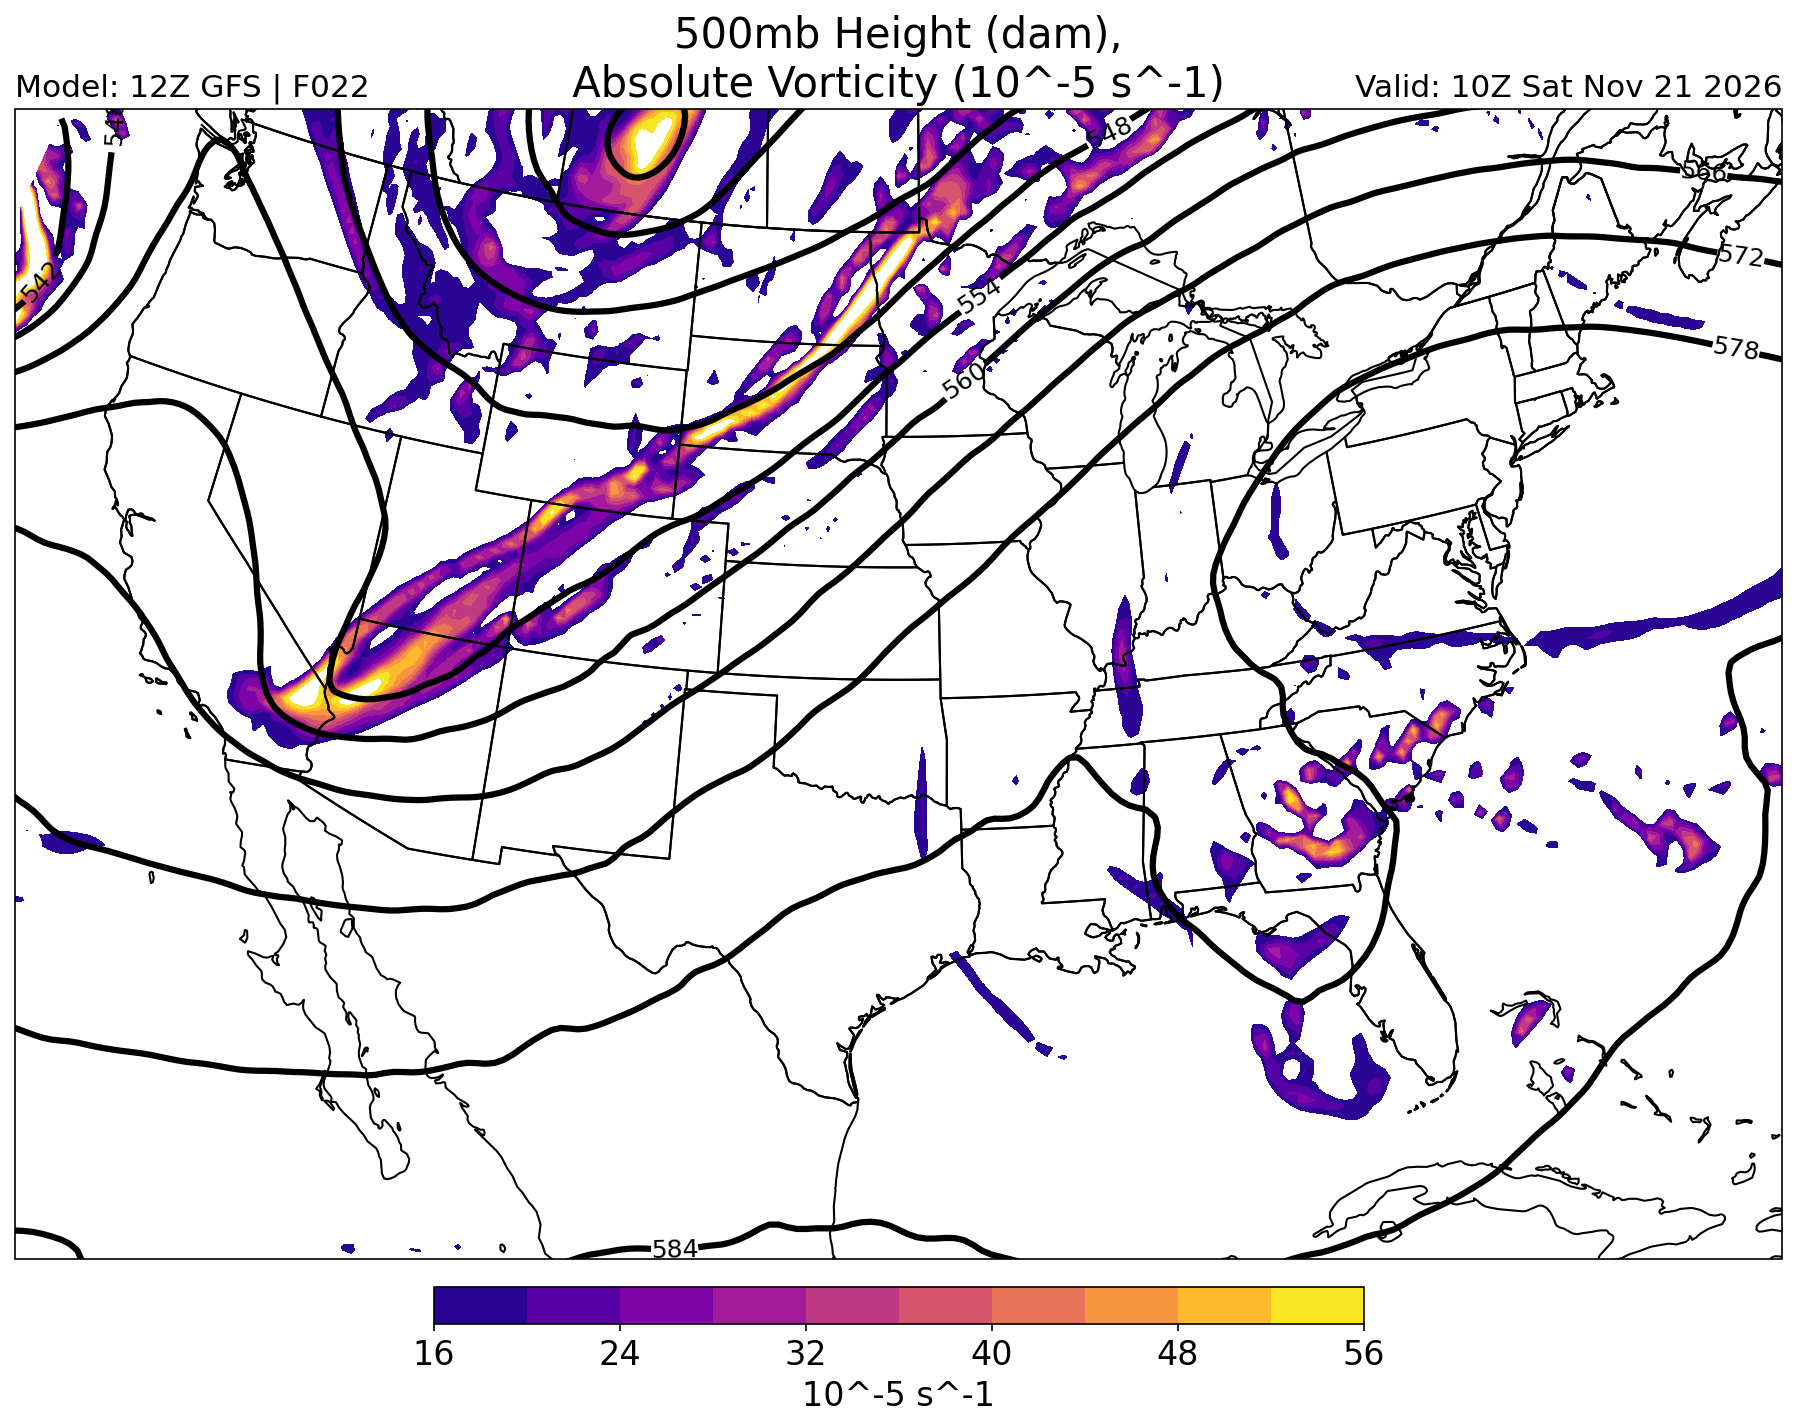 500mb Height (dam),
Model: 12Z GFS | F022
Absolute Vorticity (10^-5 s^-1)
Valid: 10Z Sat Nov 21 2026
548
566
572
542
554
578
560
584
16 24 32 40 48 56
10^-5 s^-1